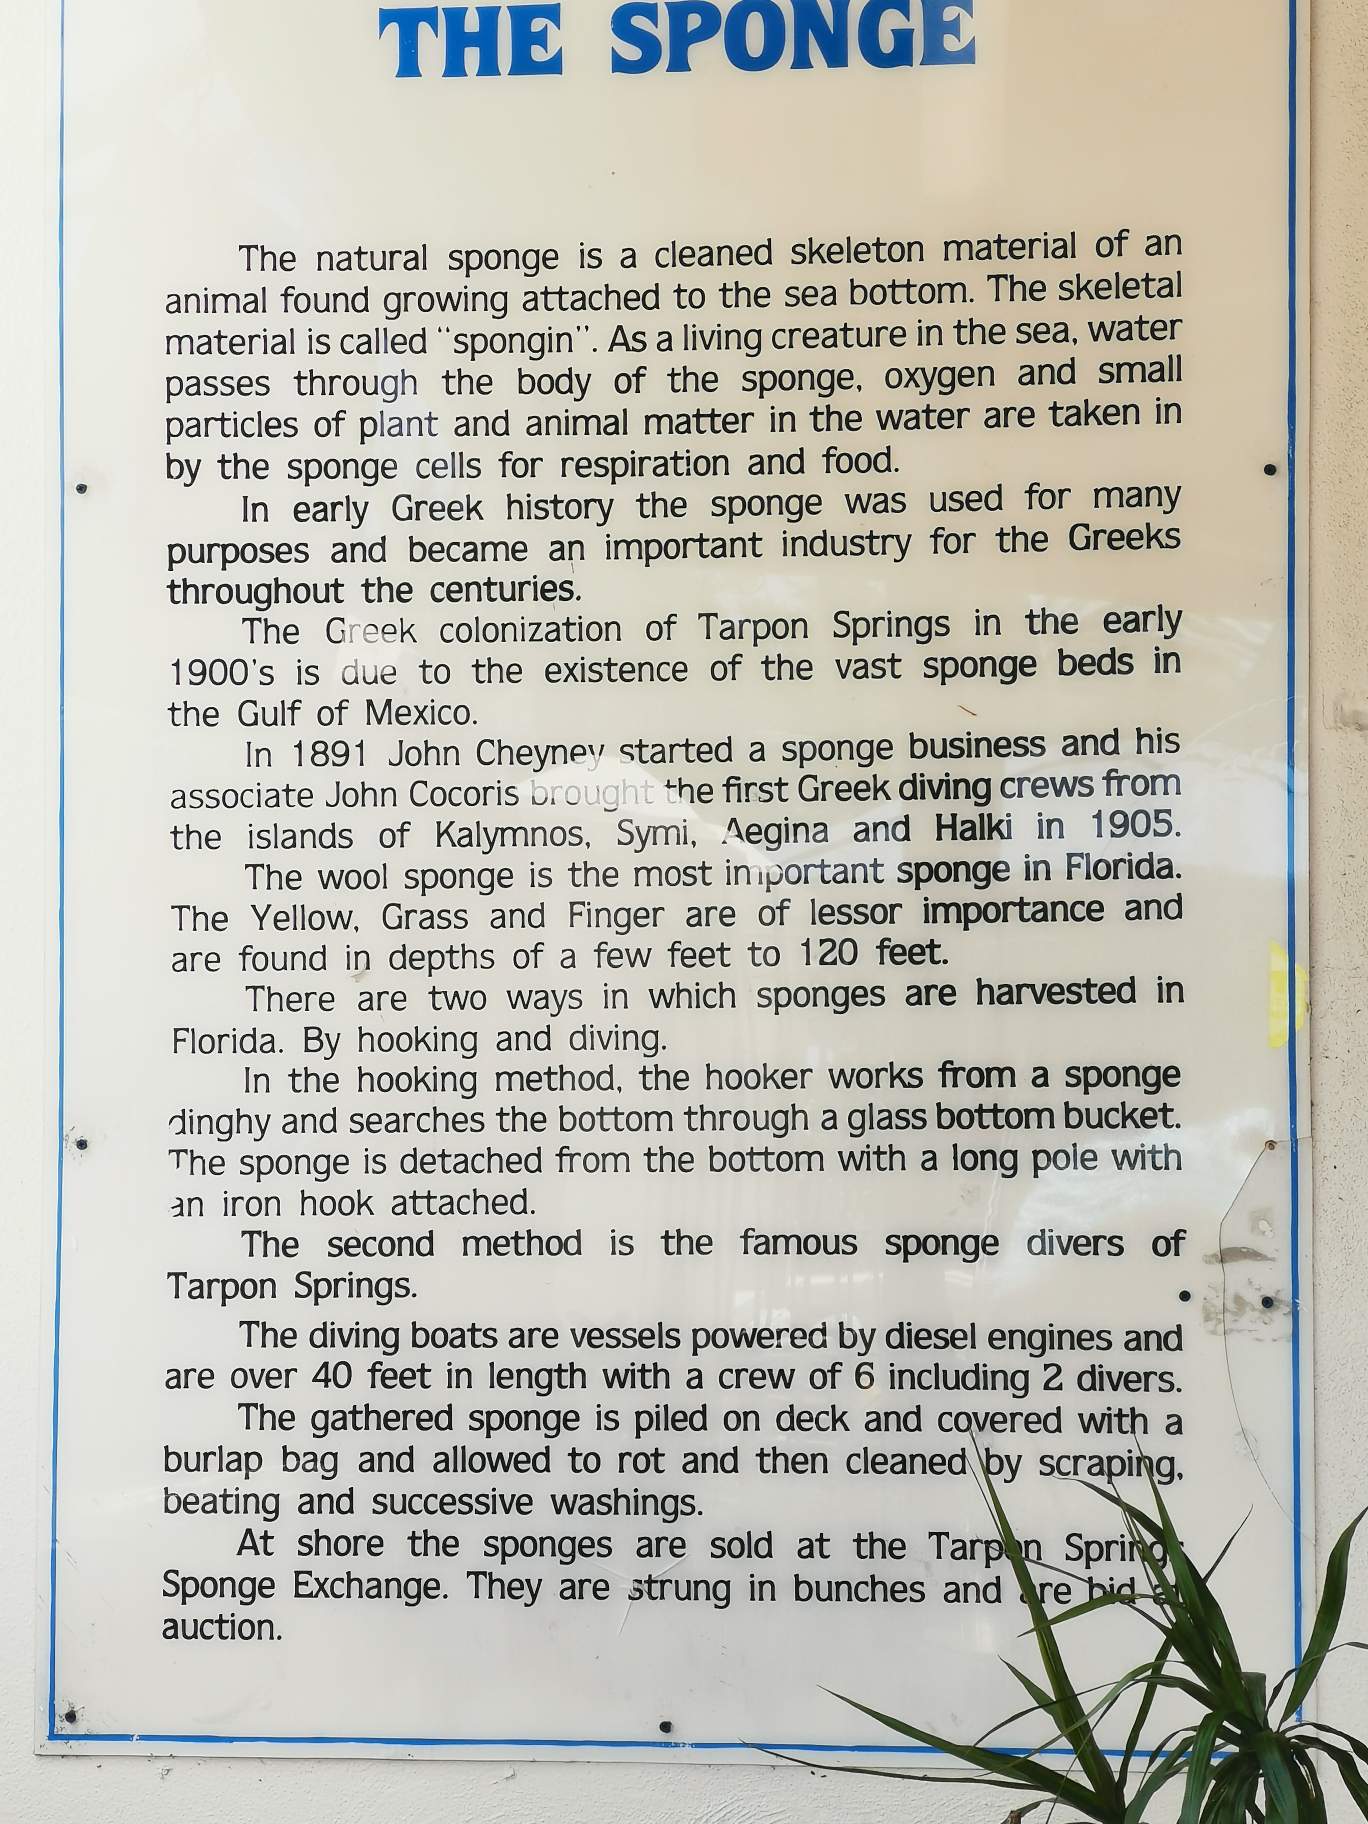 THE SPONGE
The natural sponge is a cleaned skeleton material of an
animal found growing attached to the sea bottom. The skeletal
material is called "spongin". As a living creature in the sea, water
passes through the body of the sponge, oxygen and small
particles of plant and animal matter in the water are taken in
by the sponge cells for respiration and food.
In early Greek history the sponge was used for many
purposes and became an important industry for the Greeks
throughout the centuries.
The Greek colonization of Tarpon Springs in the early
1900's is due to the existence of the vast sponge beds in
the Gulf of Mexico.
In 1891 John Cheyney started a sponge business and his
associate John Cocoris brought the first Greek diving crews from
the islands of Kalymnos, Symi, Aegina and Halki in 1905.
The wool sponge is the most important sponge in Florida.
The Yellow, Grass and Finger are of lessor importance and
are found in depths of a few feet to 120 feet.
There are two ways in which sponges are harvested in
Florida. By hooking and diving.
In the hooking method, the hooker works from a sponge
dinghy and searches the bottom through a glass bottom bucket.
The sponge is detached from the bottom with a long pole with
an iron hook attached.
The second method is the famous sponge divers of
Tarpon Springs.
The diving boats are vessels powered by diesel engines and
are over 40 feet in length with a crew of 6 including 2 divers.
The gathered sponge is piled on deck and covered with a
burlap bag and allowed to rot and then cleaned by scraping,
beating and successive washings.
At shore the sponges are sold at the Tarpon Springs
Sponge Exchange. They are strung in bunches and are bid at
auction.